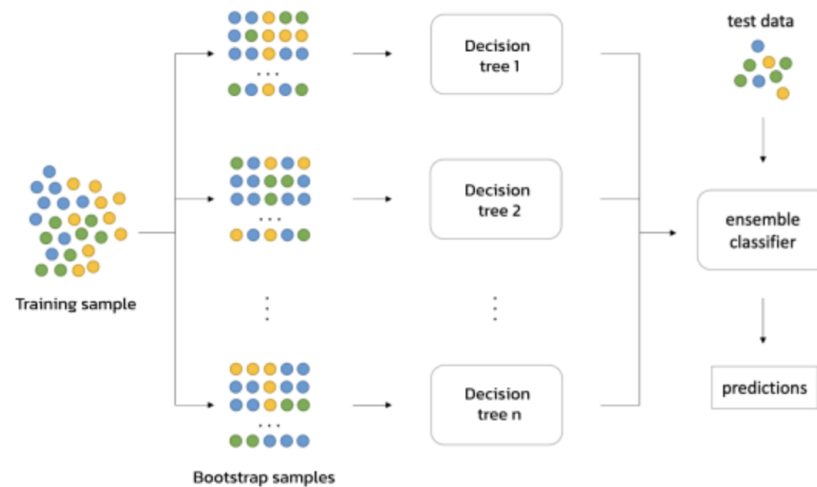 test data
Decision
tree 1
Decision
tree 2
ensemble
classifier
Training sample
Decision
tree n
predictions
Bootstrap samples